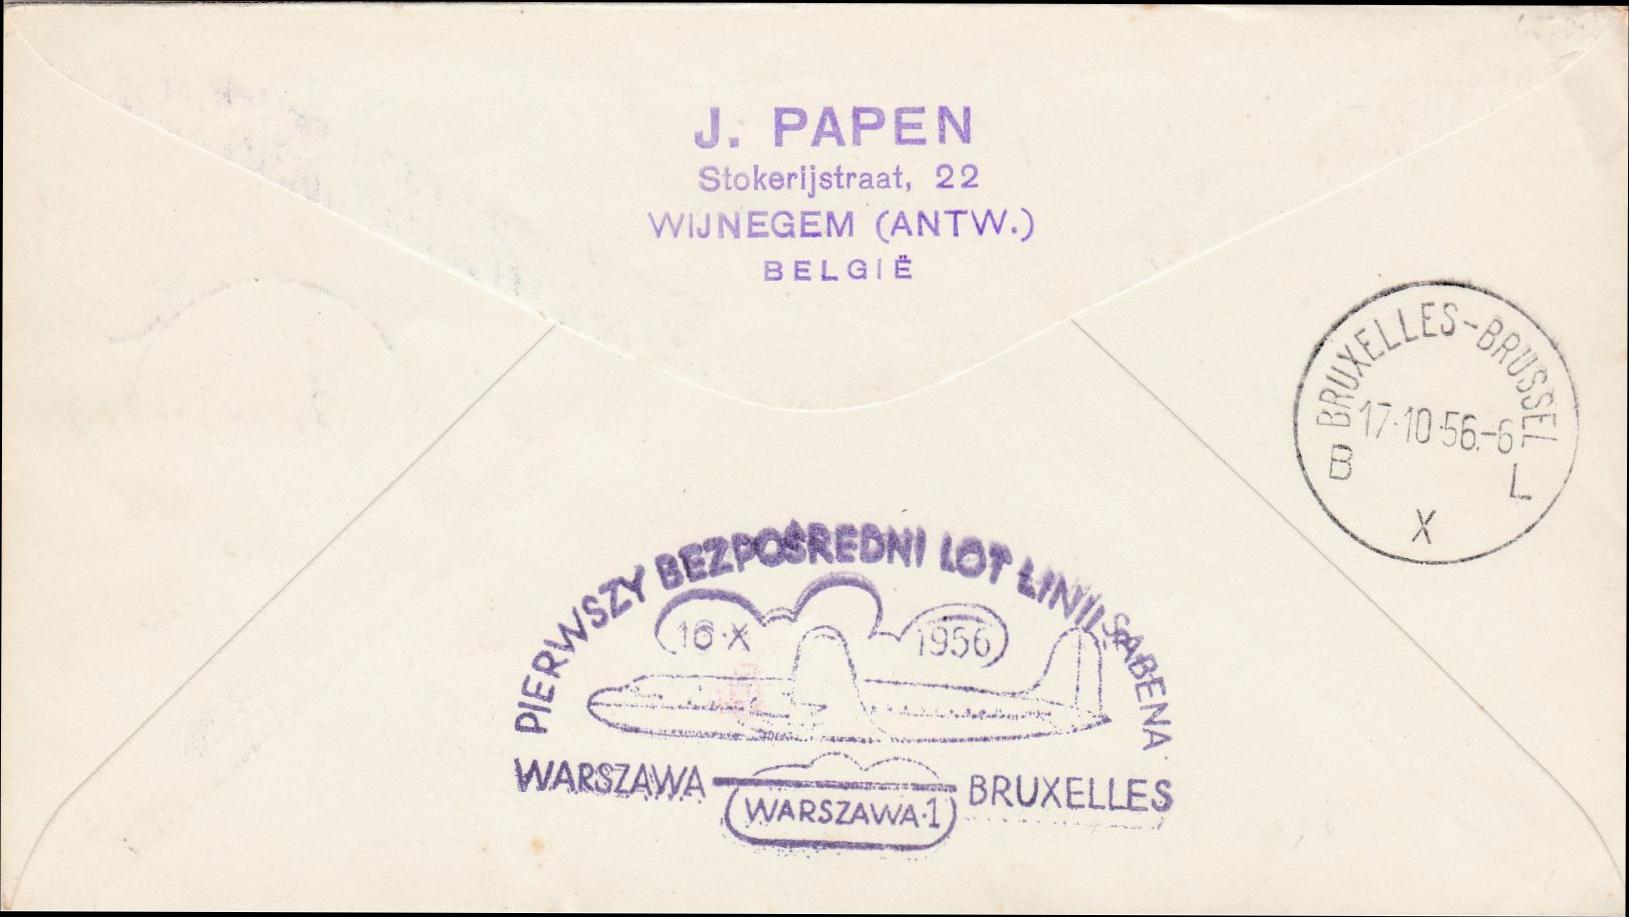 J. PAPEN
Stokerijstraat, 22
WIJNEGEM (ANTW.)
BELGIË
BRUXELLES-BRUSSEL
17·10·56.-6
B L
X
PIERWSZY BEZPOŚREDNI LOT LINII SABENA
16·X 1956
WARSZAWA — BRUXELLES
WARSZAWA·1